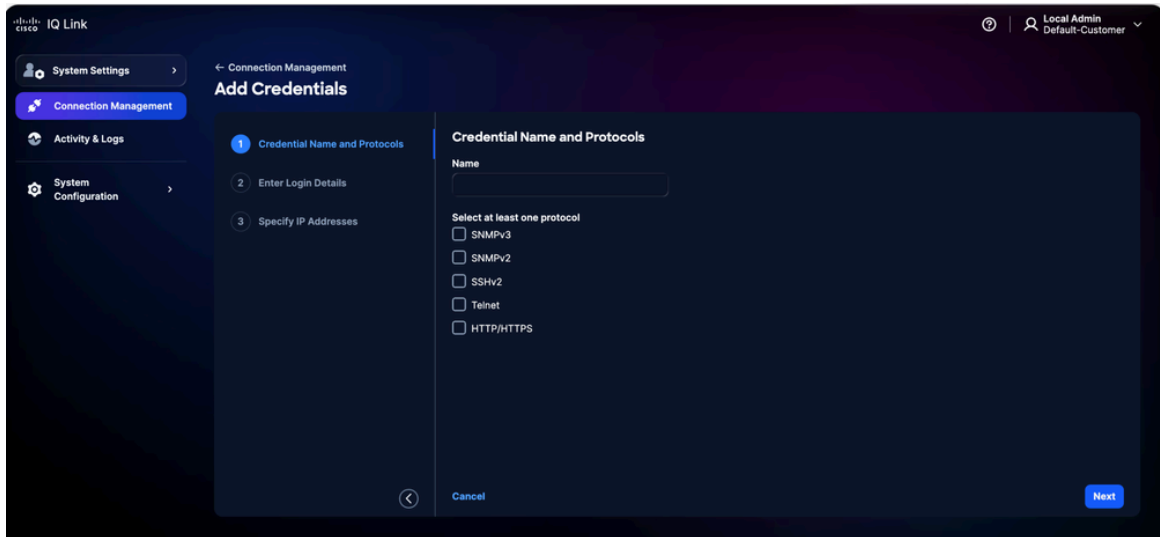 cisco IQ Link
Local Admin
Default-Customer
System Settings
Connection Management
Activity & Logs
System
Configuration
← Connection Management
Add Credentials
1 Credential Name and Protocols
2 Enter Login Details
3 Specify IP Addresses
Credential Name and Protocols
Name
Select at least one protocol
SNMPv3
SNMPv2
SSHv2
Telnet
HTTP/HTTPS
Cancel
Next